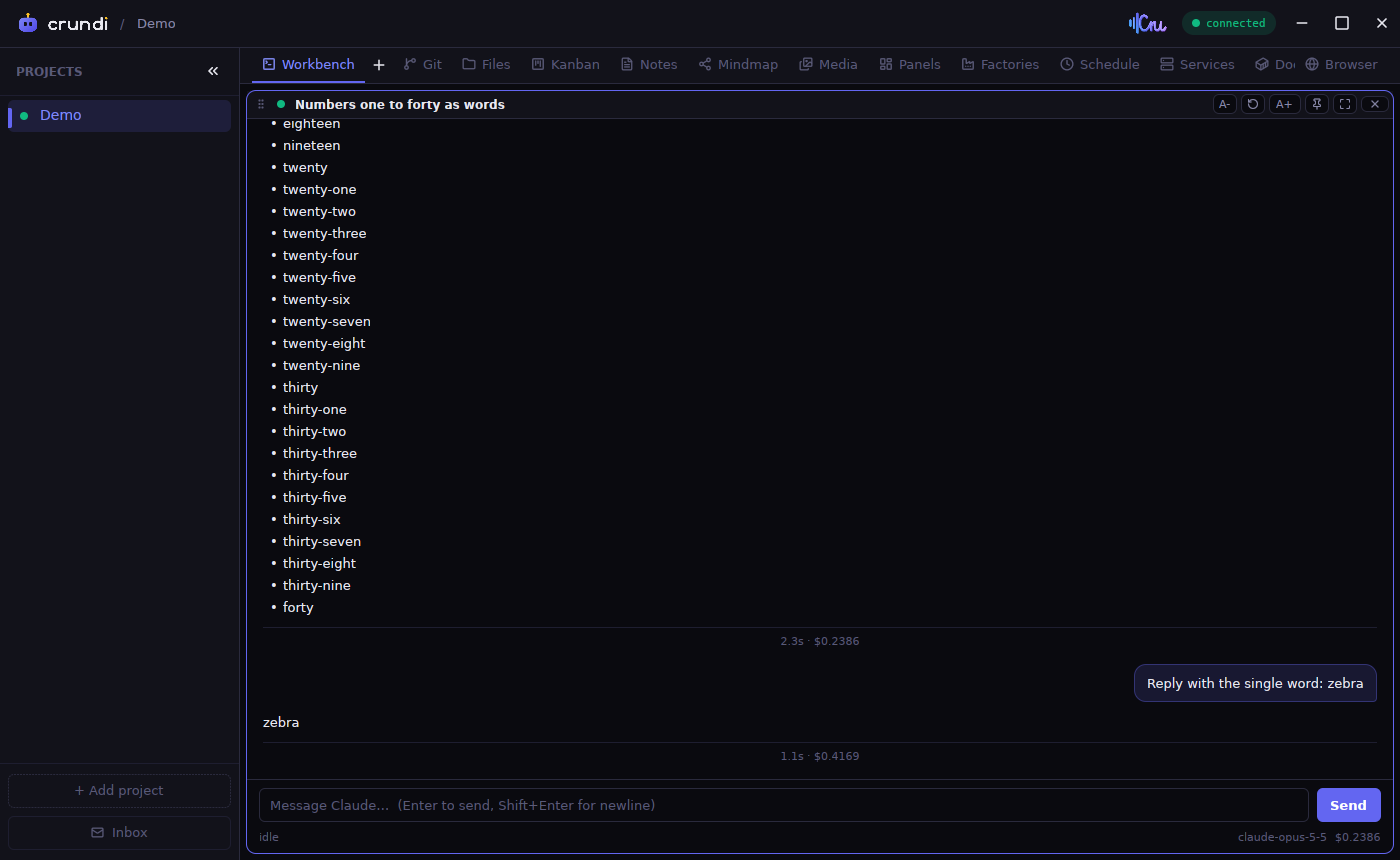 crundi / Demo
Cru
connected
PROJECTS
Demo
+ Add project
Inbox
Workbench + Git Files Kanban Notes Mindmap Media Panels Factories Schedule Services Do Browser
Numbers one to forty as words
A- A+
• eighteen
• nineteen
• twenty
• twenty-one
• twenty-two
• twenty-three
• twenty-four
• twenty-five
• twenty-six
• twenty-seven
• twenty-eight
• twenty-nine
• thirty
• thirty-one
• thirty-two
• thirty-three
• thirty-four
• thirty-five
• thirty-six
• thirty-seven
• thirty-eight
• thirty-nine
• forty
2.3s · $0.2386
Reply with the single word: zebra
zebra
1.1s · $0.4169
Message Claude... (Enter to send, Shift+Enter for newline)
Send
idle
claude-opus-5-5 $0.2386